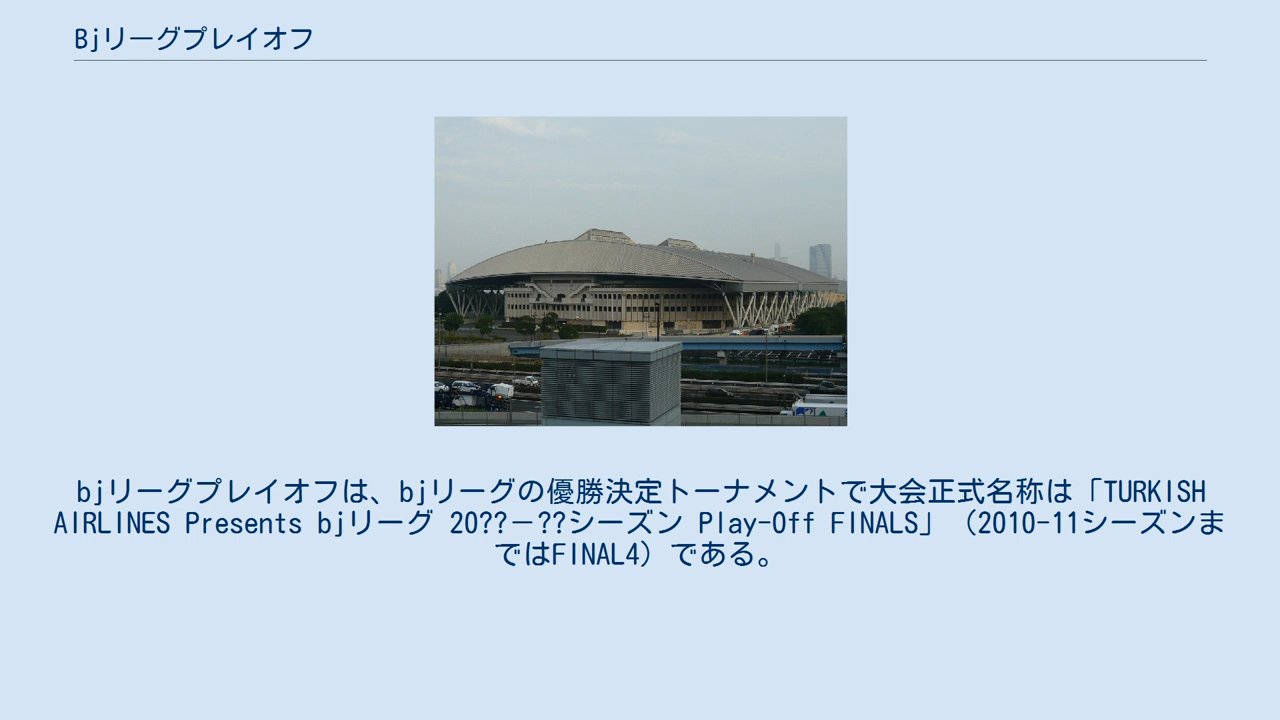 Bjリーグプレイオフ
bjリーグプレイオフは、bjリーグの優勝決定トーナメントで大会正式名称は「TURKISH
AIRLINES Presents bjリーグ 20??－??シーズン Play-Off FINALS」（2010-11シーズンま
ではFINAL4）である。